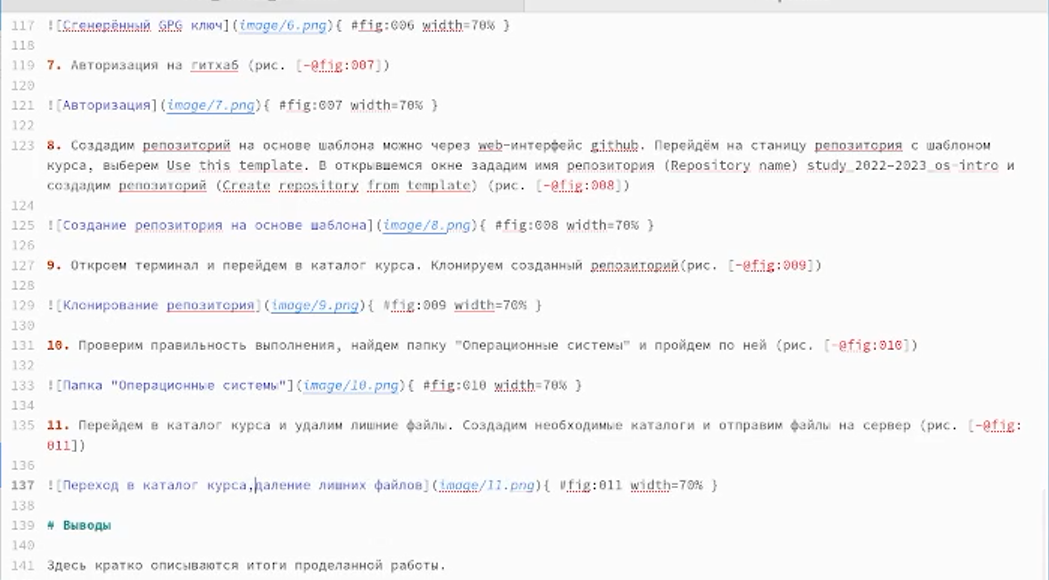 117 ![Сгенерённый GPG ключ](image/6.png){ #fig:006 width=70% }
118
119 7. Авторизация на гитхаб (рис. [-@fig:007])
120
121 ![Авторизация](image/7.png){ #fig:007 width=70% }
122
123 8. Создадим репозиторий на основе шаблона можно через web-интерфейс github. Перейдём на станицу репозитория с шаблоном
курса, выберем Use this template. В открывшемся окне зададим имя репозитория (Repository name) study_2022-2023_os-intro и
создадим репозиторий (Create repository from template) (рис. [-@fig:008])
124
125 ![Создание репозитория на основе шаблона](image/8.png){ #fig:008 width=70% }
126
127 9. Откроем терминал и перейдем в каталог курса. Клонируем созданный репозиторий(рис. [-@fig:009])
128
129 ![Клонирование репозитория](image/9.png){ #fig:009 width=70% }
130
131 10. Проверим правильность выполнения, найдем папку "Операционные системы" и пройдем по ней (рис. [-@fig:010])
132
133 ![Папка "Операционные системы"](image/10.png){ #fig:010 width=70% }
134
135 11. Перейдем в каталог курса и удалим лишние файлы. Создадим необходимые каталоги и отправим файлы на сервер (рис. [-@fig:
011])
136
137 ![Переход в каталог курса,даление лишних файлов](image/11.png){ #fig:011 width=70% }
138
139 # Выводы
140
141 Здесь кратко описываются итоги проделанной работы.